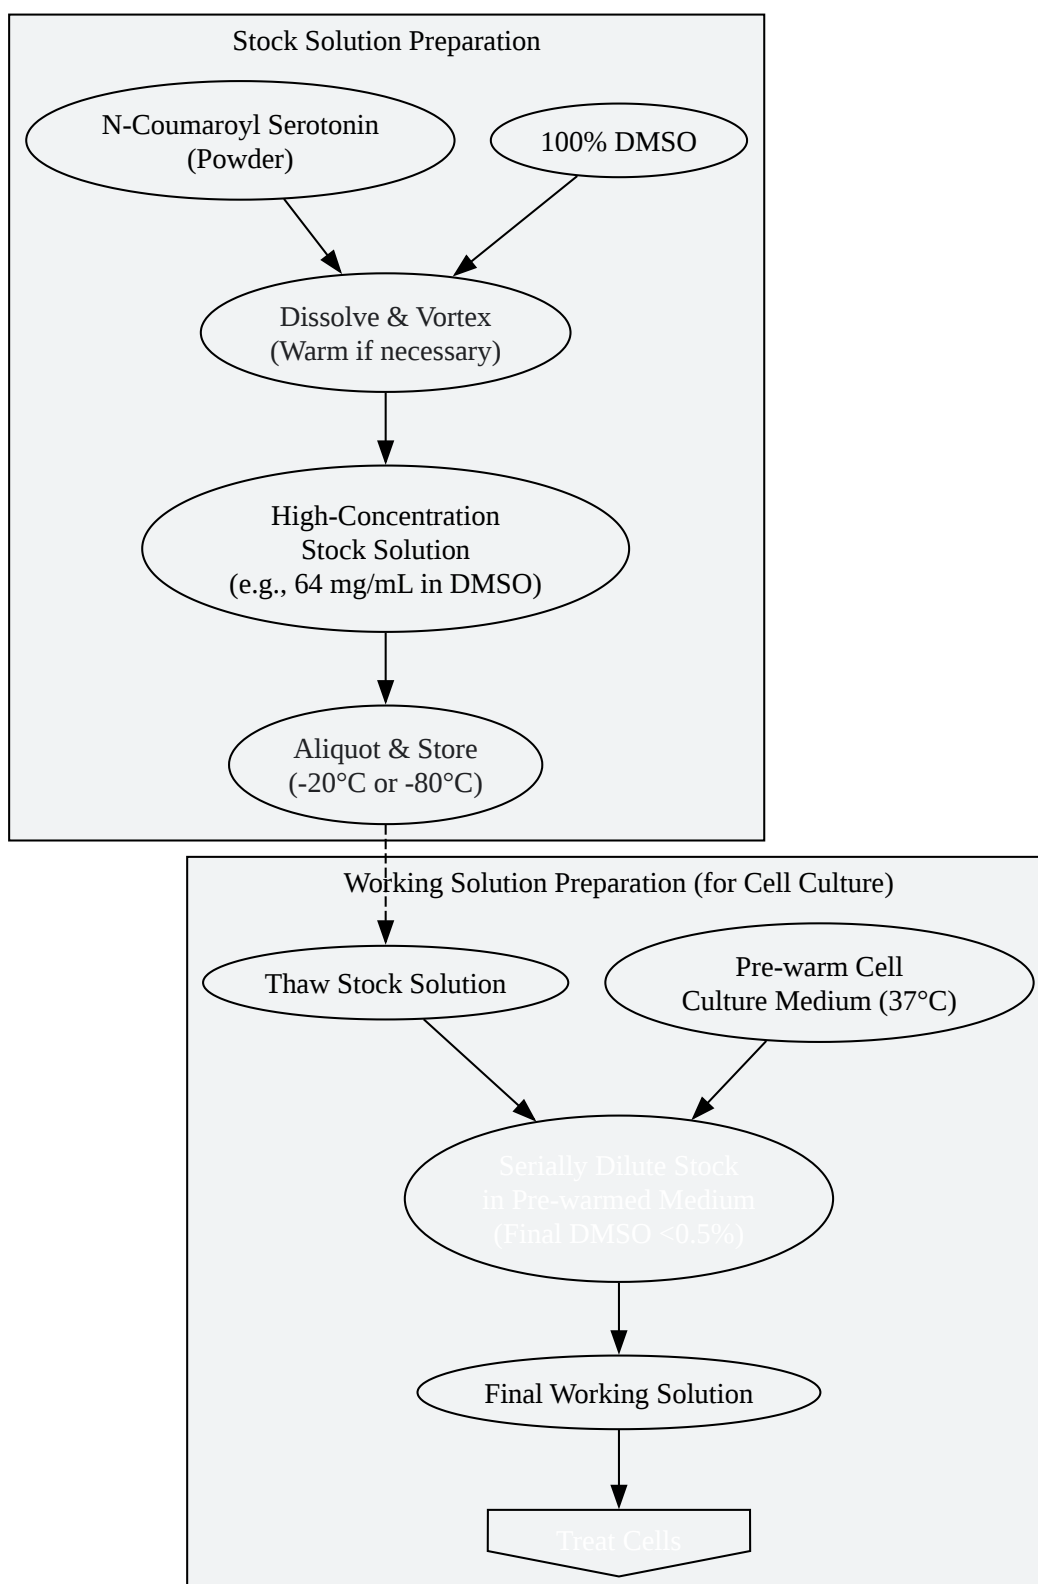 Stock Solution Preparation
N-Coumaroyl Serotonin
(Powder)
100% DMSO
Dissolve & Vortex
(Warm if necessary)
High-Concentration
Stock Solution
(e.g., 64 mg/mL in DMSO)
Aliquot & Store
(-20°C or -80°C)
Working Solution Preparation (for Cell Culture)
Thaw Stock Solution
Pre-warm Cell
Culture Medium (37°C)
Serially Dilute Stock
in Pre-warmed Medium
(Final DMSO <0.5%)
Final Working Solution
Treat Cells